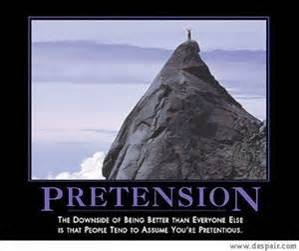 PRETENSION
THE DOWNSIDE OF BEING BETTER THAN EVERYONE ELSE
IS THAT PEOPLE TEND TO ASSUME YOU'RE PRETENTIOUS.
www.despair.com